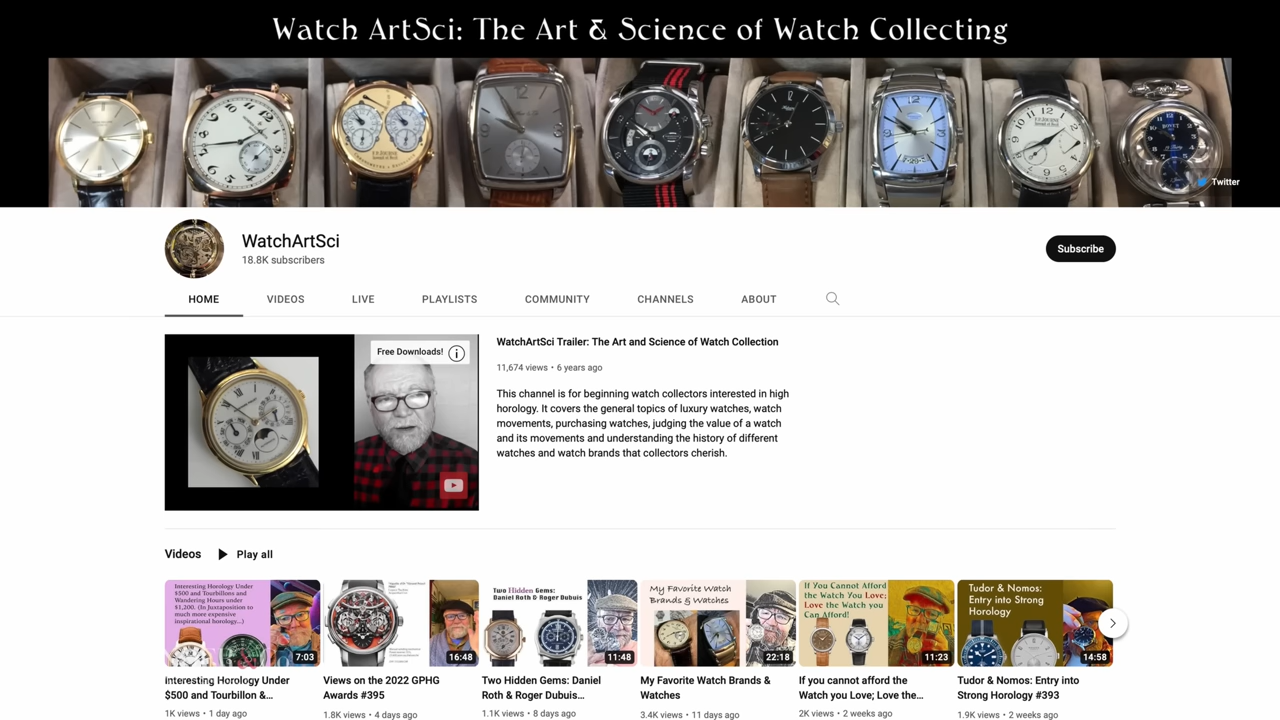 Watch ArtSci: The Art & Science of Watch Collecting
Twitter
WatchArtSci
18.8K subscribers
Subscribe
HOME
VIDEOS
LIVE
PLAYLISTS
COMMUNITY
CHANNELS
ABOUT
Free Downloads!
WatchArtSci Trailer: The Art and Science of Watch Collection
11,674 views • 6 years ago
This channel is for beginning watch collectors interested in high
horology. It covers the general topics of luxury watches, watch
movements, purchasing watches, judging the value of a watch
and its movements and understanding the history of different
watches and watch brands that collectors cherish.
Videos
Play all
Interesting Horology Under
$500 and Tourbillons and
Wandering Hours under
$1,200. (In Juxtaposition to
much more expensive
inspirational horology...)
7:03
16:48
Two Hidden Gems:
Daniel Roth & Roger Dubuis
11:48
My Favorite Watch
Brands & Watches
22:18
If You Cannot Afford
the Watch You Love;
Love the Watch you
Can Afford!
11:23
Tudor & Nomos:
Entry into Strong
Horology
14:58
Interesting Horology Under
$500 and Tourbillon &...
1K views • 1 day ago
Views on the 2022 GPHG
Awards #395
1.8K views • 4 days ago
Two Hidden Gems: Daniel
Roth & Roger Dubuis...
1.1K views • 8 days ago
My Favorite Watch Brands &
Watches
3.4K views • 11 days ago
If you cannot afford the
Watch you Love; Love the...
2K views • 2 weeks ago
Tudor & Nomos: Entry into
Strong Horology #393
1.9K views • 2 weeks ago